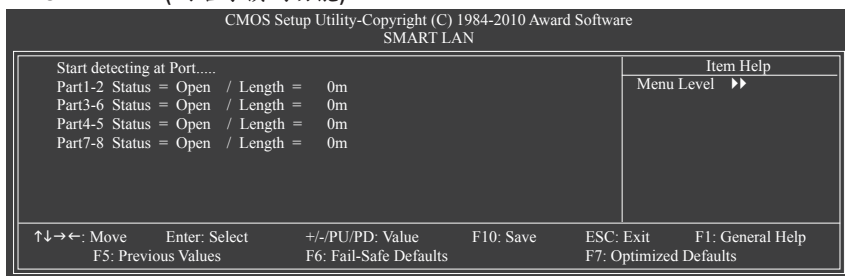 CMOS Setup Utility-Copyright (C) 1984-2010 Award Software
SMART LAN
Start detecting at Port.....
Part1-2 Status = Open / Length = 0m
Part3-6 Status = Open / Length = 0m
Part4-5 Status = Open / Length = 0m
Part7-8 Status = Open / Length = 0m
Item Help
Menu Level
↑↓→←: Move Enter: Select +/-/PU/PD: Value F10: Save ESC: Exit F1: General Help
F5: Previous Values F6: Fail-Safe Defaults F7: Optimized Defaults